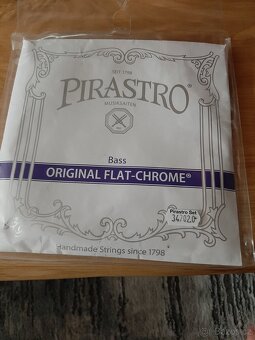 SEIT 1798
PIRASTRO
MUSIKSAITEN
Bass
ORIGINAL FLAT-CHROME®
Pirastro Set
Handmade Strings since 1798